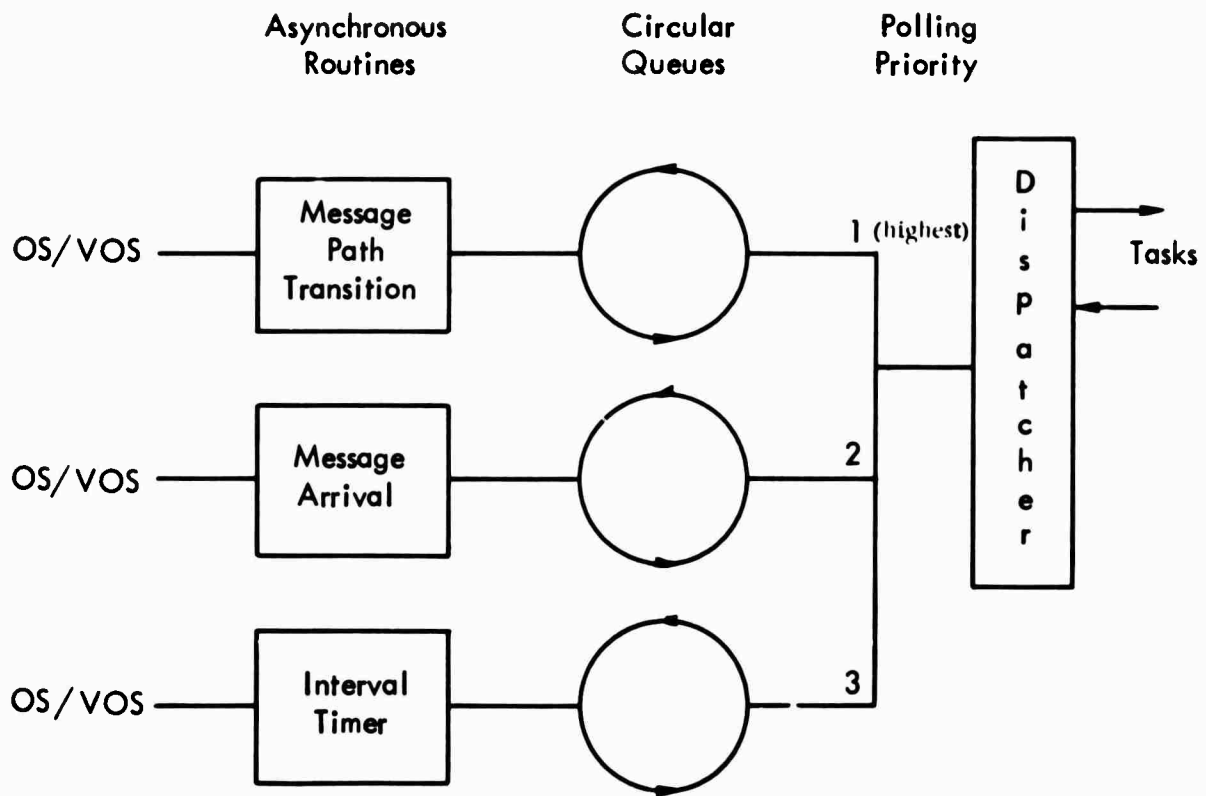 Asynchronous
Routines
Circular
Queues
Polling
Priority
OS/VOS
Message
Path
Transition
1 (highest)
Dispatcher
Tasks
OS/VOS
Message
Arrival
2
OS/VOS
Interval
Timer
3